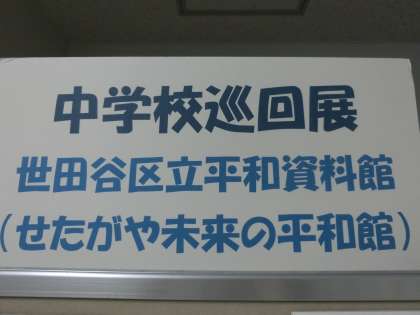 中学校巡回展
世田谷区立平和資料館
（せたがや未来の平和館）